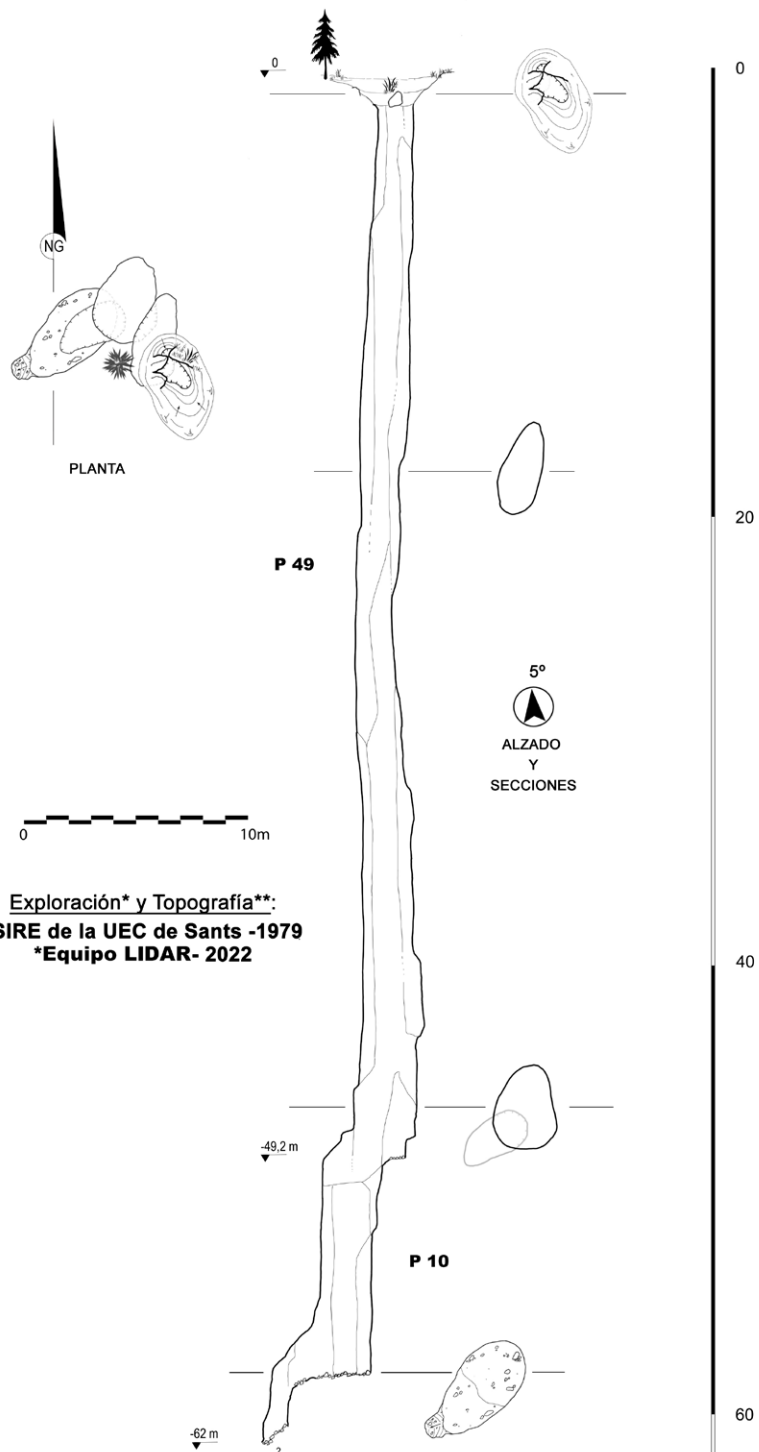 0
0
NG
PLANTA
20
P 49
5º
ALZADO
Y
SECCIONES
0
10m
Exploración* y Topografía**:
SIRE de la UEC de Sants -1979
*Equipo LIDAR- 2022
40
-49,2 m
P 10
60
-62 m
?